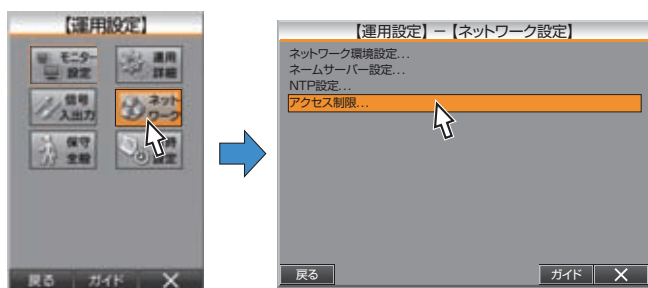 【運用設定】
モニター
設定
運用
詳細
信号
入出力
ネット
ワーク
保守
全般
時
設定
戻る ガイド ×
【運用設定】－【ネットワーク設定】
ネットワーク環境設定...
ネームサーバー設定...
NTP設定...
アクセス制限...
戻る ガイド ×